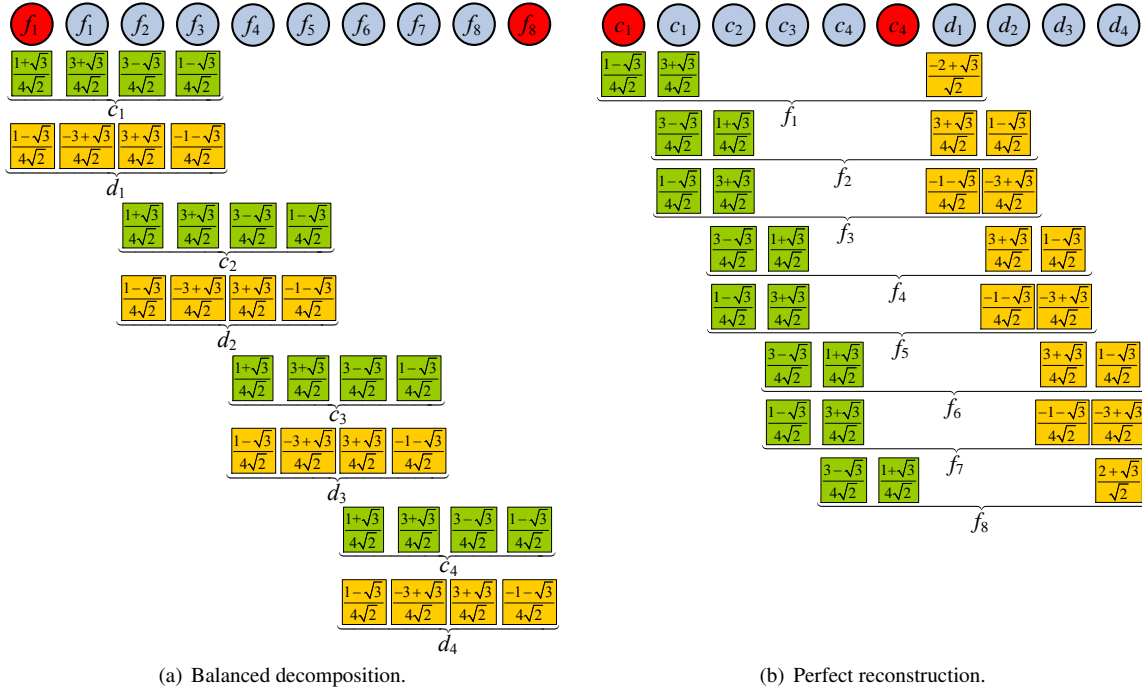 f₁ f₁ f₂ f₃ f₄ f₅ f₆ f₇ f₈ f₈
(1+√3)/(4√2) (3+√3)/(4√2) (3−√3)/(4√2) (1−√3)/(4√2)
c₁
(1−√3)/(4√2) (−3+√3)/(4√2) (3+√3)/(4√2) (−1−√3)/(4√2)
d₁
(1+√3)/(4√2) (3+√3)/(4√2) (3−√3)/(4√2) (1−√3)/(4√2)
c₂
(1−√3)/(4√2) (−3+√3)/(4√2) (3+√3)/(4√2) (−1−√3)/(4√2)
d₂
(1+√3)/(4√2) (3+√3)/(4√2) (3−√3)/(4√2) (1−√3)/(4√2)
c₃
(1−√3)/(4√2) (−3+√3)/(4√2) (3+√3)/(4√2) (−1−√3)/(4√2)
d₃
(1+√3)/(4√2) (3+√3)/(4√2) (3−√3)/(4√2) (1−√3)/(4√2)
c₄
(1−√3)/(4√2) (−3+√3)/(4√2) (3+√3)/(4√2) (−1−√3)/(4√2)
d₄
(a) Balanced decomposition.
c₁ c₁ c₂ c₃ c₄ c₄ d₁ d₂ d₃ d₄
(1−√3)/(4√2) (3+√3)/(4√2) (−2+√3)/(√2)
f₁
(3−√3)/(4√2) (1+√3)/(4√2) (3+√3)/(4√2) (1−√3)/(4√2)
f₂
(1−√3)/(4√2) (3+√3)/(4√2) (−1−√3)/(4√2) (−3+√3)/(4√2)
f₃
(3−√3)/(4√2) (1+√3)/(4√2) (3+√3)/(4√2) (1−√3)/(4√2)
f₄
(1−√3)/(4√2) (3+√3)/(4√2) (−1−√3)/(4√2) (−3+√3)/(4√2)
f₅
(3−√3)/(4√2) (1+√3)/(4√2) (3+√3)/(4√2) (1−√3)/(4√2)
f₆
(1−√3)/(4√2) (3+√3)/(4√2) (−1−√3)/(4√2) (−3+√3)/(4√2)
f₇
(3−√3)/(4√2) (1+√3)/(4√2) (2+√3)/(√2)
f₈
(b) Perfect reconstruction.